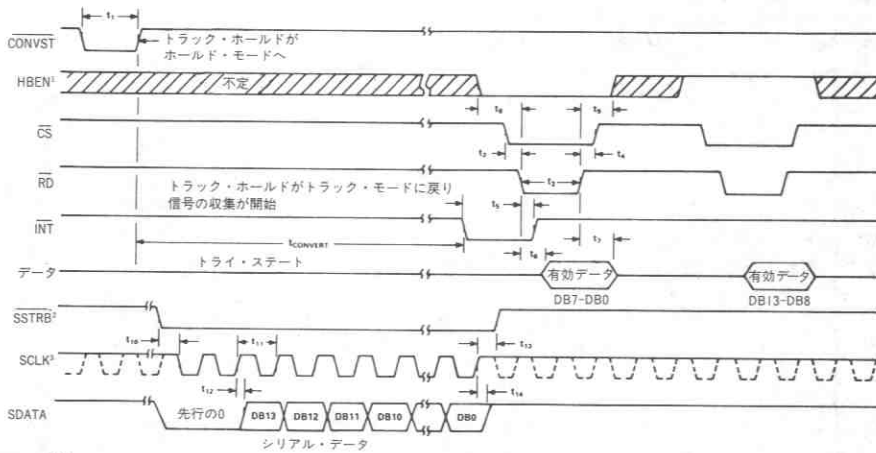 t₁
CONVST
トラック・ホールドが
ホールド・モードへ
HBEN¹
不定
t₈
t₉
CS
t₂
t₄
RD
t₃
トラック・ホールドがトラック・モードに戻り
信号の収集が開始
t₅
INT
tCONVERT
t₇
t₆
トライ・ステート
データ
有効データ
有効データ
DB7-DB0
DB13-DB8
SSTRB²
t₁₀
t₁₁
t₁₃
SCLK³
t₁₂
t₁₄
SDATA
先行の0
DB13
DB12
DB11
DB10
DB0
シリアル・データ